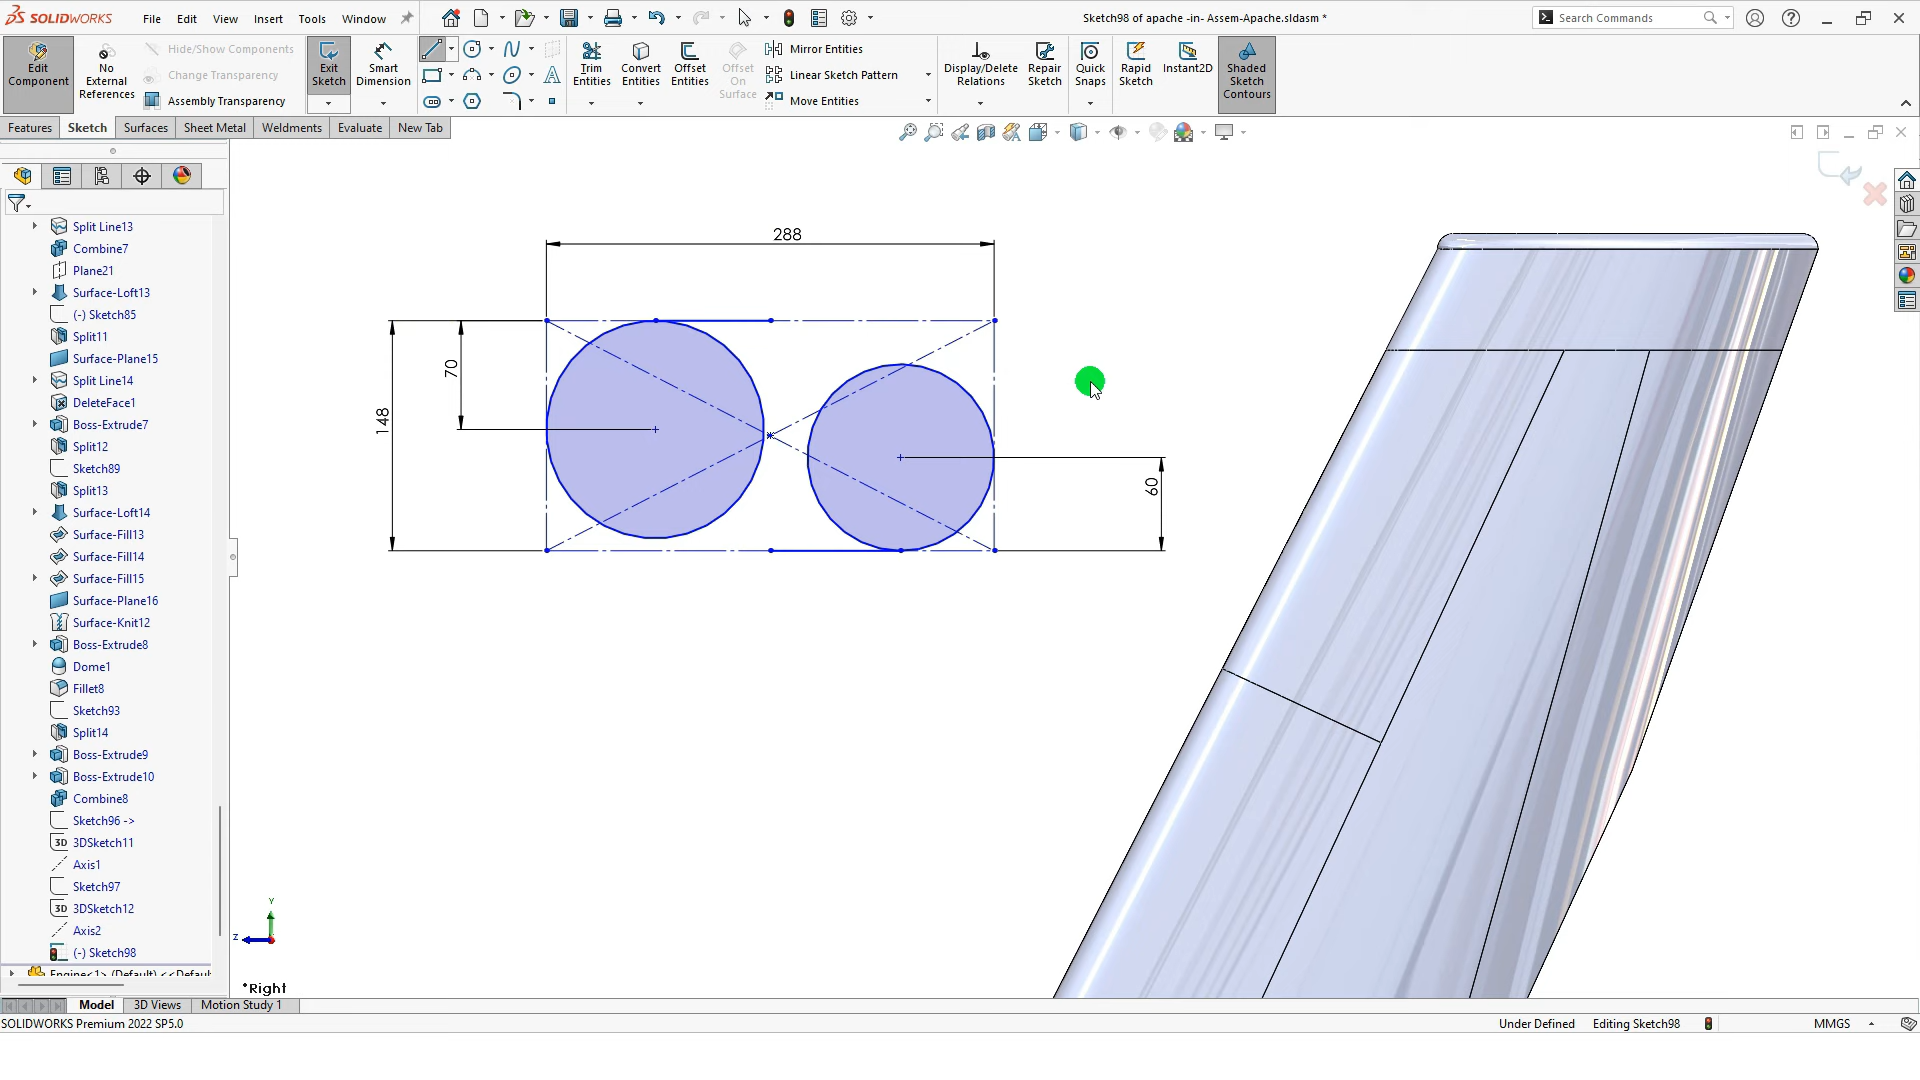 SOLIDWORKS
File
Edit
View
Insert
Tools
Window
Sketch98 of apache -in- Assem-Apache.sldasm *
Search Commands
Edit
Component
No
External
References
Hide/Show Components
Change Transparency
Assembly Transparency
Exit
Sketch
Smart
Dimension
Trim
Entities
Convert
Entities
Offset
Entities
Offset
On
Surface
Mirror Entities
Linear Sketch Pattern
Move Entities
Display/Delete
Relations
Repair
Sketch
Quick
Snaps
Rapid
Sketch
Instant2D
Shaded
Sketch
Contours
Features
Sketch
Surfaces
Sheet Metal
Weldments
Evaluate
New Tab
Split Line13
Combine7
Plane21
Surface-Loft13
(-) Sketch85
Split11
Surface-Plane15
Split Line14
DeleteFace1
Boss-Extrude7
Split12
Sketch89
Split13
Surface-Loft14
Surface-Fill13
Surface-Fill14
Surface-Fill15
Surface-Plane16
Surface-Knit12
Boss-Extrude8
Dome1
Fillet8
Sketch93
Split14
Boss-Extrude9
Boss-Extrude10
Combine8
Sketch96 ->
3D 3DSketch11
Axis1
Sketch97
3D 3DSketch12
Axis2
(-) Sketch98
Engine<1> (Default) <<Defaul
288
148
70
60
Y
Z
*Right
Model
3D Views
Motion Study 1
SOLIDWORKS Premium 2022 SP5.0
Under Defined
Editing Sketch98
MMGS